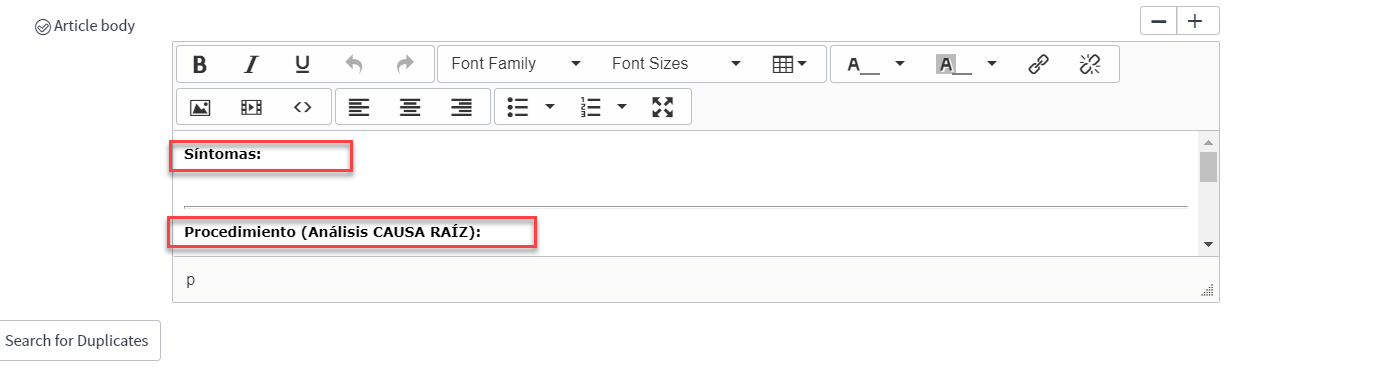 Article body
B I U Font Family Font Sizes A A
Síntomas:
Procedimiento (Análisis CAUSA RAÍZ):
p
Search for Duplicates